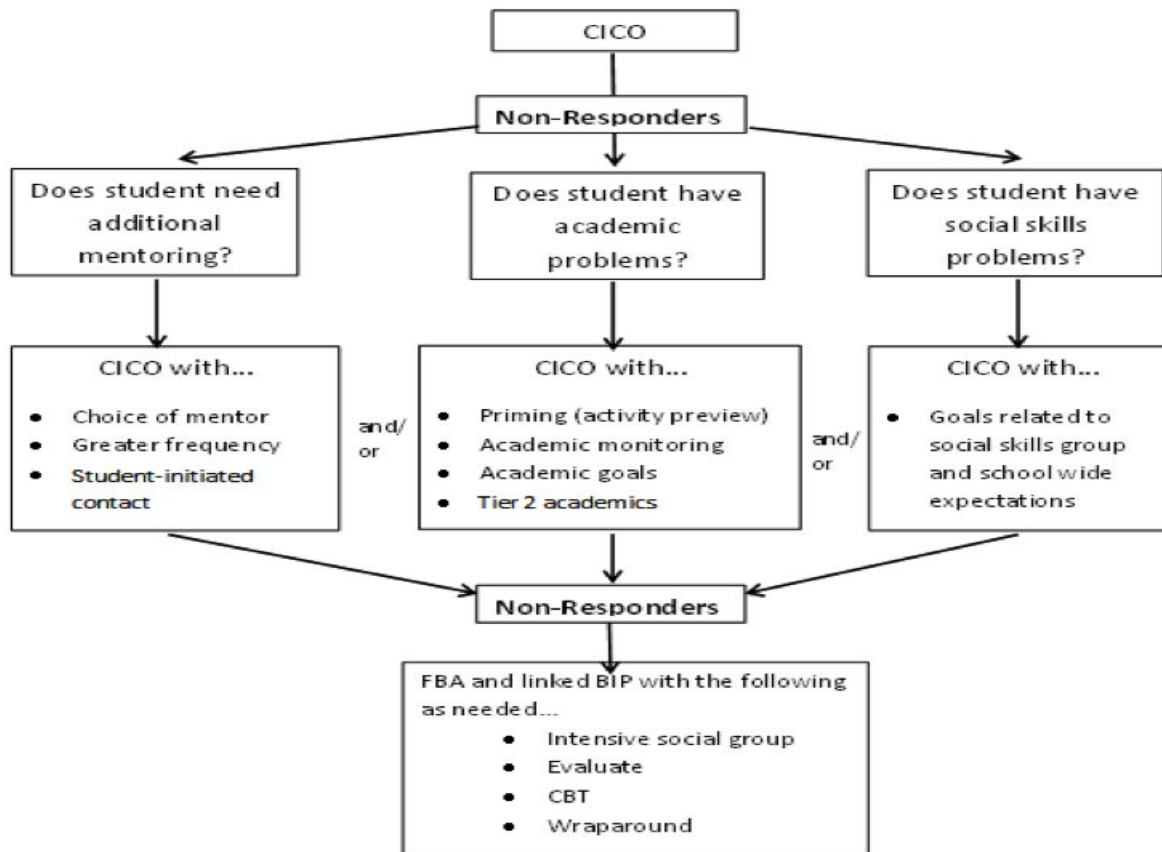 CICO
Non-Responders
Does student need
additional
mentoring?
Does student have
academic
problems?
Does student have
social skills
problems?
CICO with...
• Choice of mentor
• Greater frequency
• Student-initiated
contact
and/
or
CICO with...
• Priming (activity preview)
• Academic monitoring
• Academic goals
• Tier 2 academics
and/
or
CICO with...
• Goals related to
social skills group
and school wide
expectations
Non-Responders
FBA and linked BIP with the following
as needed...
• Intensive social group
• Evaluate
• CBT
• Wraparound